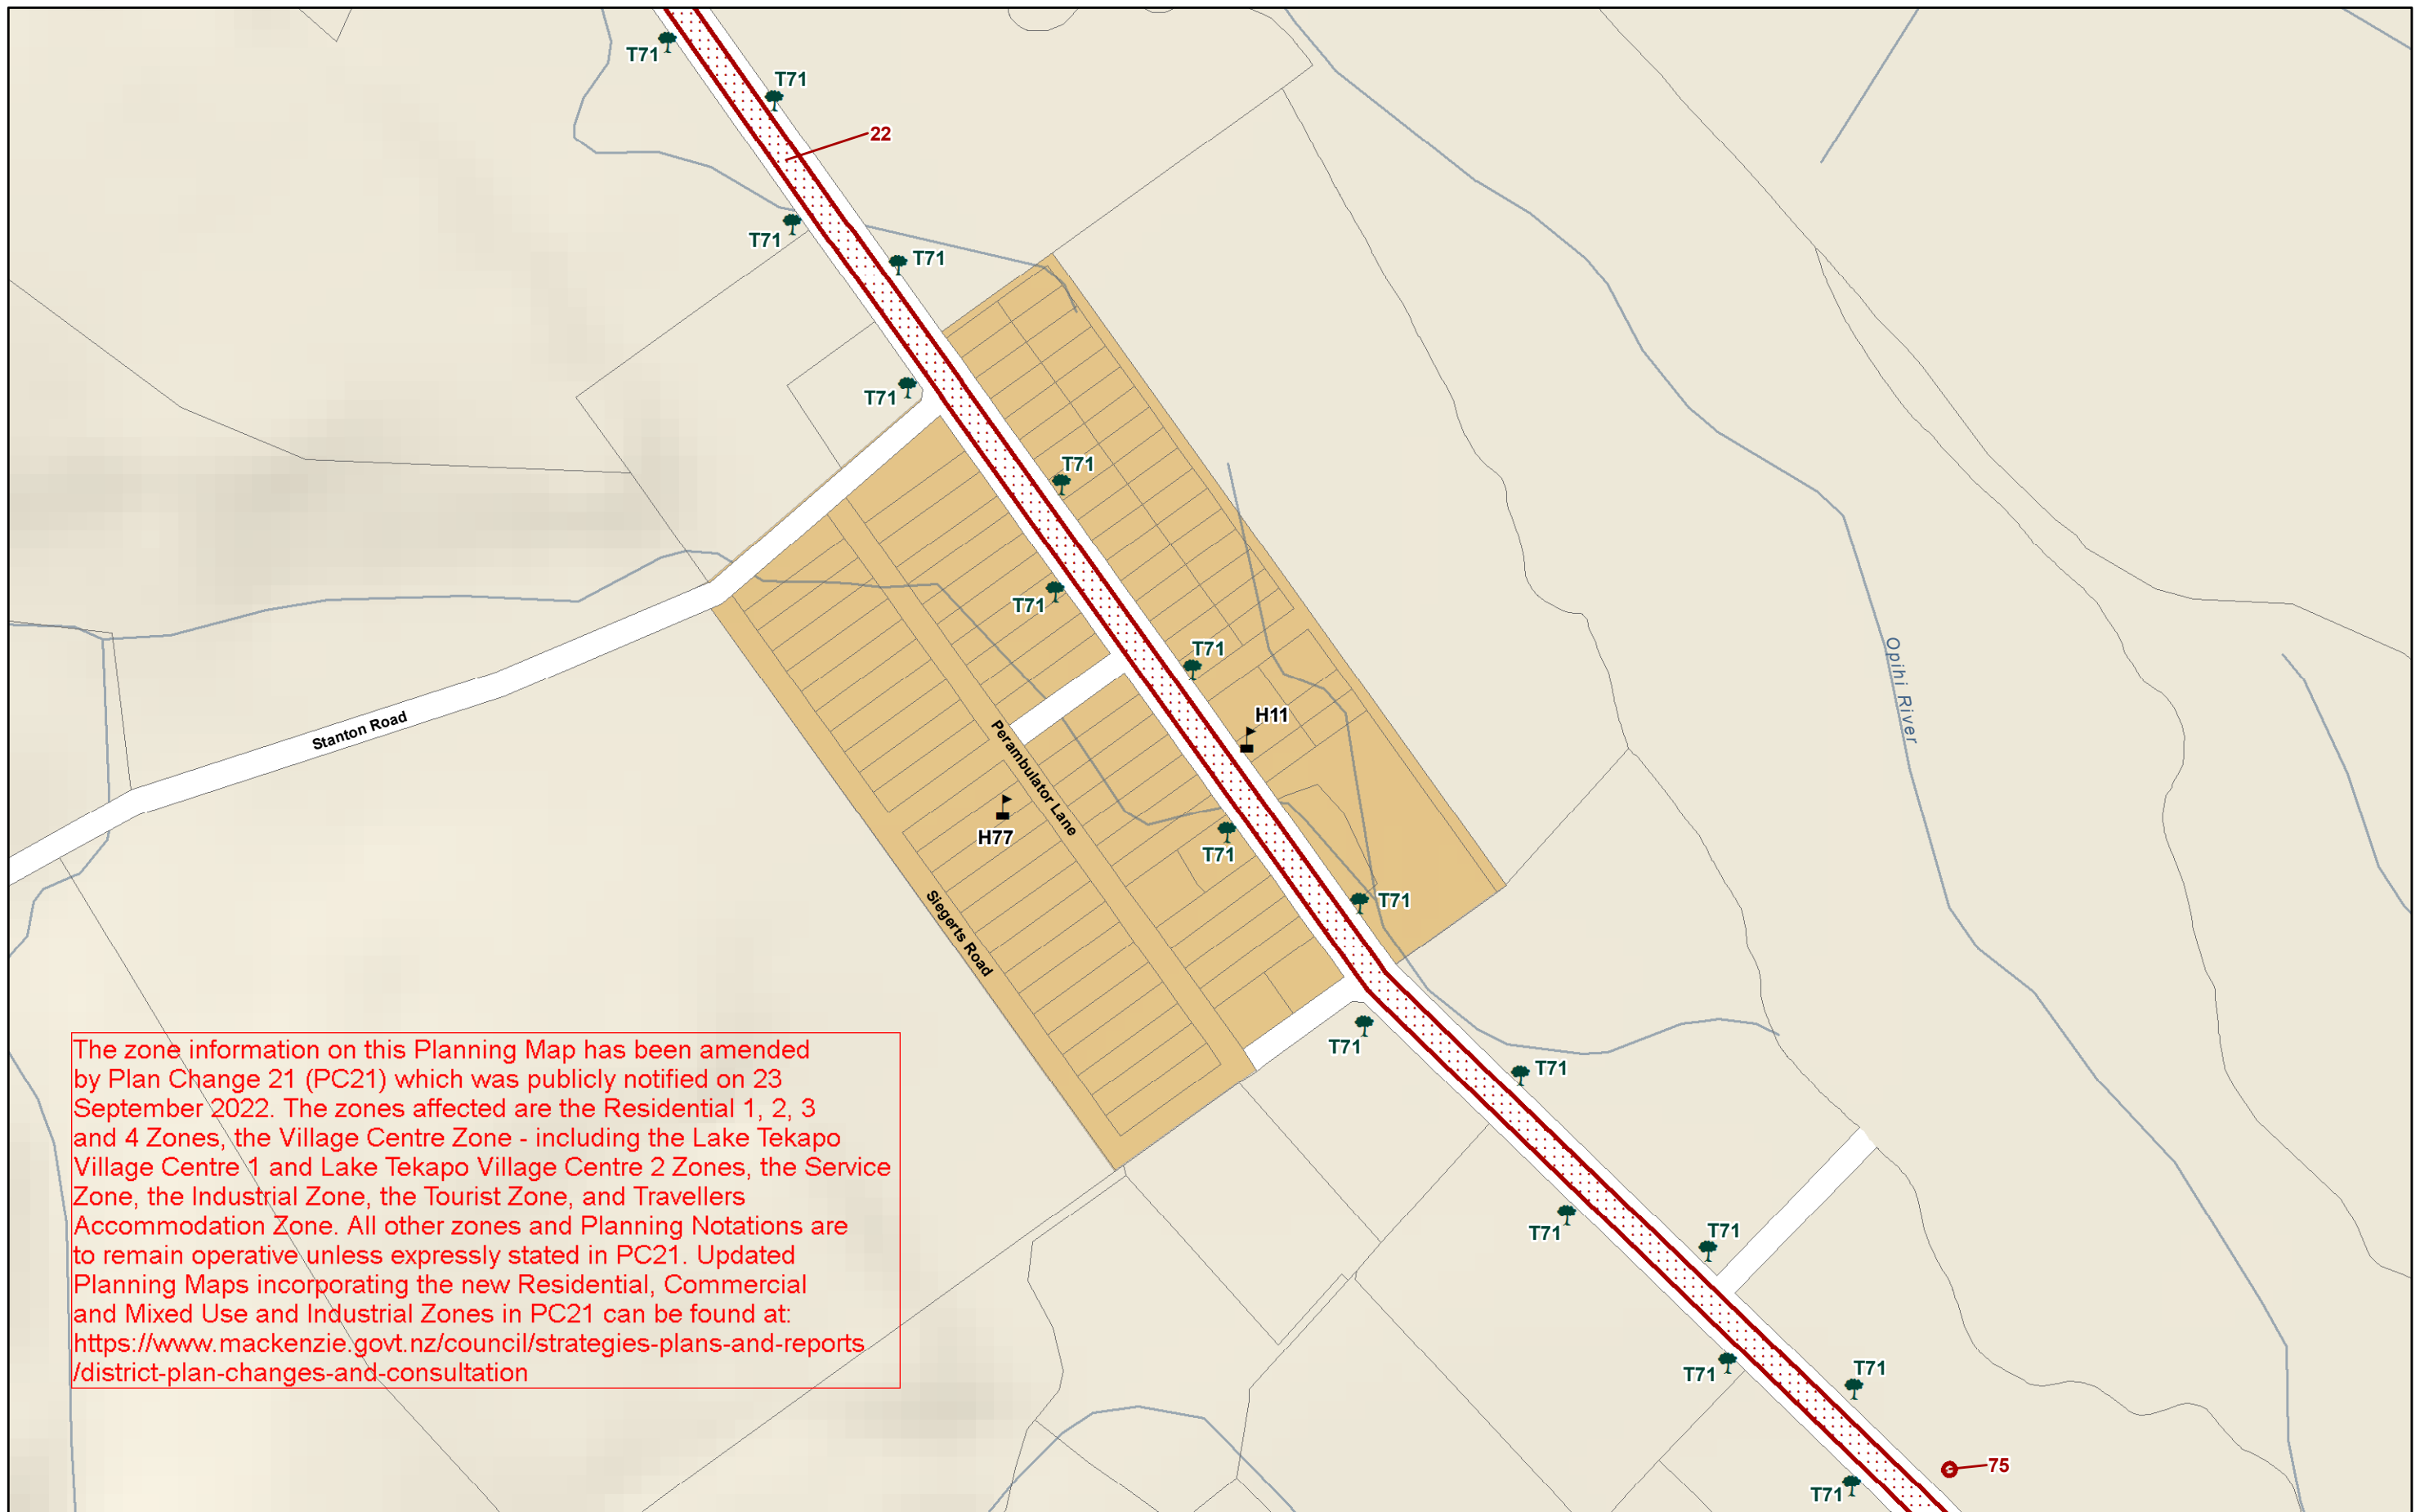 T71
T71
22
T71
T71
T71
T71
T71
T71
Opihi River
H11
Stanton Road
Perambulator Lane
H77
T71
T71
Siegerts Road
T71
T71
T71
T71
T71
T71
75
T71
The zone information on this Planning Map has been amended
by Plan Change 21 (PC21) which was publicly notified on 23
September 2022. The zones affected are the Residential 1, 2, 3
and 4 Zones, the Village Centre Zone - including the Lake Tekapo
Village Centre 1 and Lake Tekapo Village Centre 2 Zones, the Service
Zone, the Industrial Zone, the Tourist Zone, and Travellers
Accommodation Zone. All other zones and Planning Notations are
to remain operative unless expressly stated in PC21. Updated
Planning Maps incorporating the new Residential, Commercial
and Mixed Use and Industrial Zones in PC21 can be found at:
https://www.mackenzie.govt.nz/council/strategies-plans-and-reports
/district-plan-changes-and-consultation